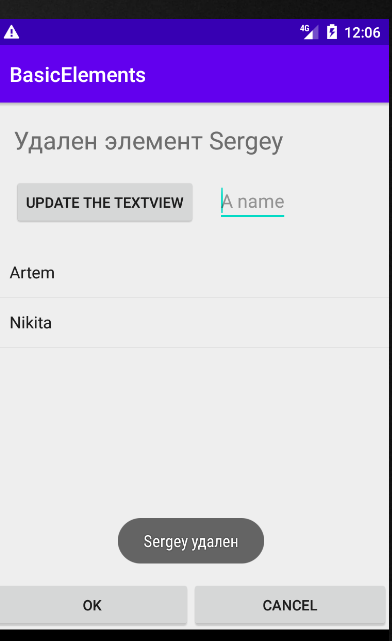 4G 12:06
BasicElements
Удален элемент Sergey
UPDATE THE TEXTVIEW A name
Artem
Nikita
Sergey удален
OK CANCEL